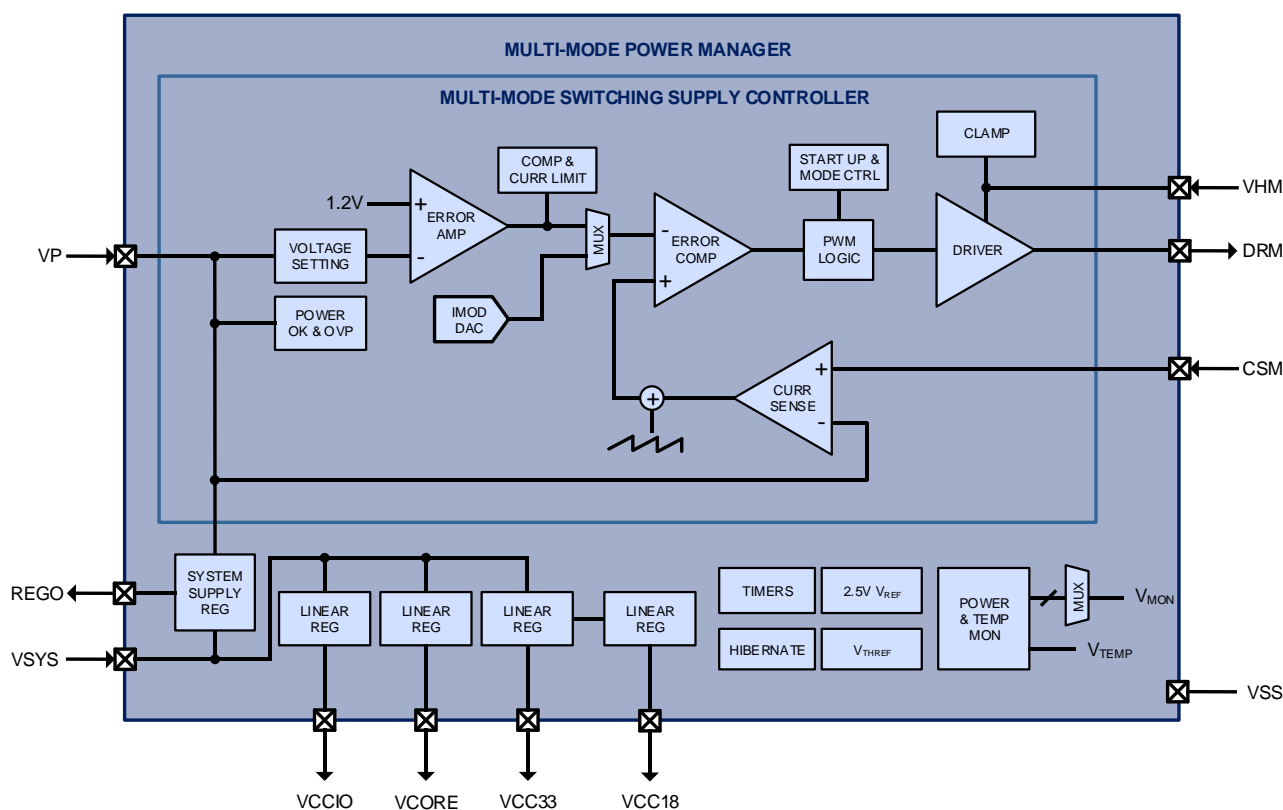 MULTI-MODE POWER MANAGER
MULTI-MODE SWITCHING SUPPLY CONTROLLER
CLAMP
COMP &
CURR LIMIT
START UP &
MODE CTRL
VHM
1.2V
+
ERROR
AMP
-
MUX
-
ERROR
COMP
+
PWM
LOGIC
DRIVER
DRM
VP
VOLTAGE
SETTING
POWER
OK & OVP
IMOD
DAC
+
CURR
SENSE
-
CSM
+
SYSTEM
SUPPLY
REG
REGO
VSYS
LINEAR
REG
LINEAR
REG
LINEAR
REG
LINEAR
REG
TIMERS
2.5V VREF
HIBERNATE
VTHREF
POWER
& TEMP
MON
MUX
VMON
VTEMP
VSS
VCCIO
VCORE
VCC33
VCC18